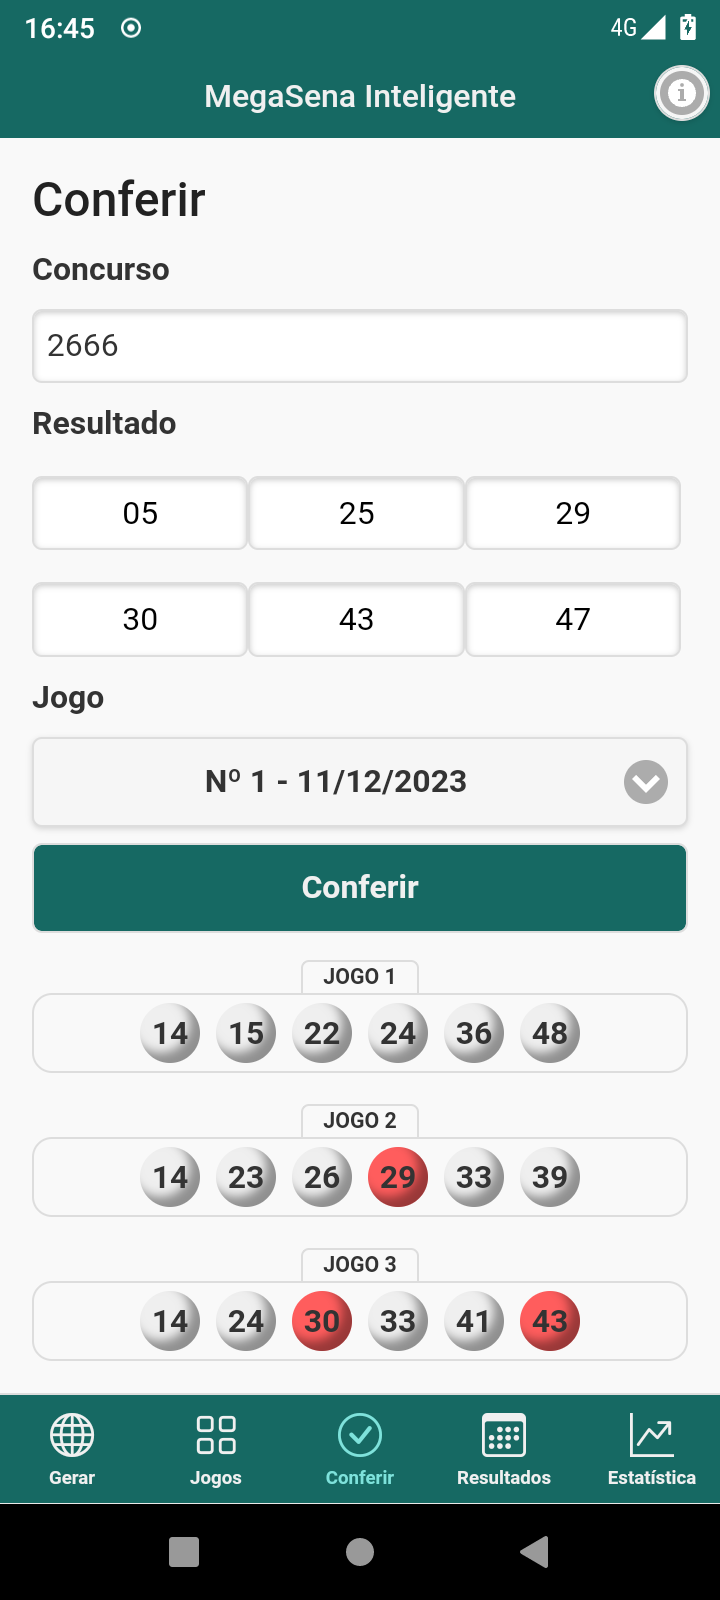 16:45
4G
MegaSena Inteligente
Conferir
Concurso
2666
Resultado
05 25 29
30 43 47
Jogo
Nº 1 - 11/12/2023
Conferir
JOGO 1
14 15 22 24 36 48
JOGO 2
14 23 26 29 33 39
JOGO 3
14 24 30 33 41 43
Gerar Jogos Conferir Resultados Estatística